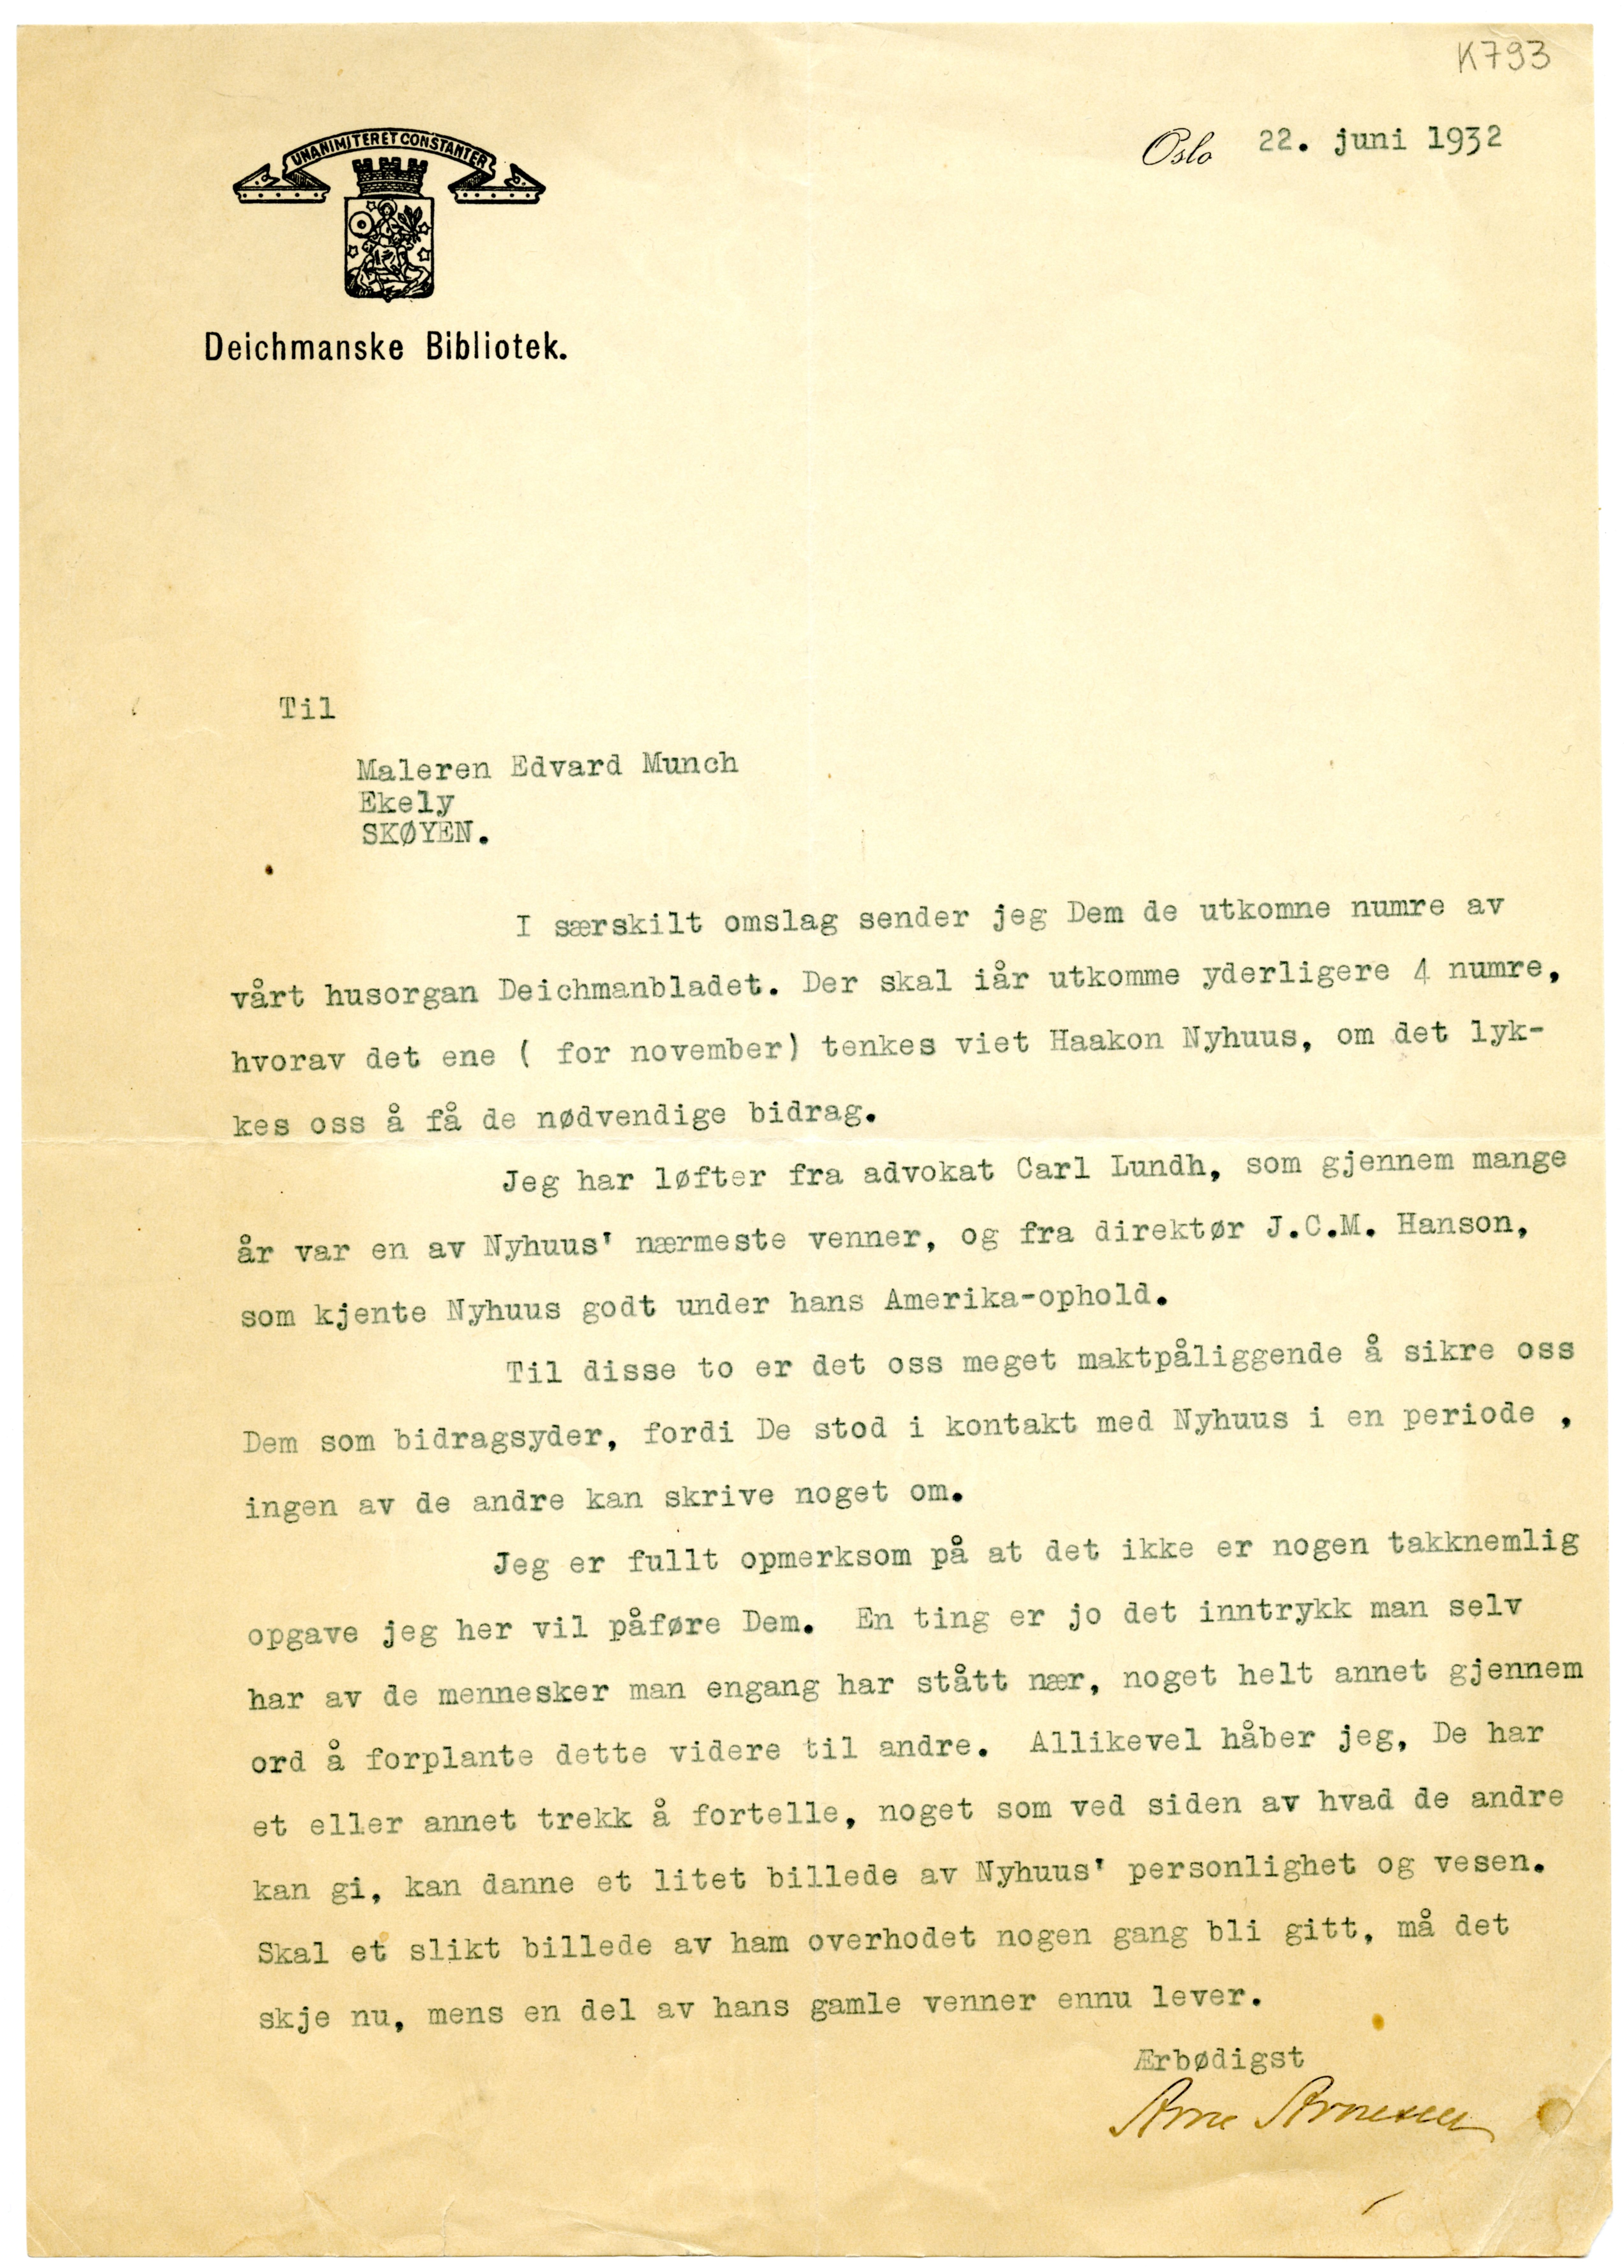 K793
UNANIMITER ET CONSTANTER
Oslo 22. juni 1932
Deichmanske Bibliotek.
Til
Maleren Edvard Munch
Ekely
SKØYEN.
I særskilt omslag sender jeg Dem de utkomne numre av
vårt husorgan Deichmanbladet. Der skal iår utkomme yderligere 4 numre,
hvorav det ene ( for november) tenkes viet Haakon Nyhuus, om det lyk-
kes oss å få de nødvendige bidrag.
Jeg har løfter fra advokat Carl Lundh, som gjennem mange
år var en av Nyhuus' nærmeste venner, og fra direktør J.C.M. Hanson,
som kjente Nyhuus godt under hans Amerika-ophold.
Til disse to er det oss meget maktpåliggende å sikre oss
Dem som bidragsyder, fordi De stod i kontakt med Nyhuus i en periode ,
ingen av de andre kan skrive noget om.
Jeg er fullt opmerksom på at det ikke er nogen takknemlig
opgave jeg her vil påføre Dem. En ting er jo det inntrykk man selv
har av de mennesker man engang har stått nær, noget helt annet gjennem
ord å forplante dette videre til andre. Allikevel håber jeg, De har
et eller annet trekk å fortelle, noget som ved siden av hvad de andre
kan gi, kan danne et litet billede av Nyhuus' personlighet og vesen.
Skal et slikt billede av ham overhodet nogen gang bli gitt, må det
skje nu, mens en del av hans gamle venner ennu lever.
Ærbødigst
Arne Arnesen